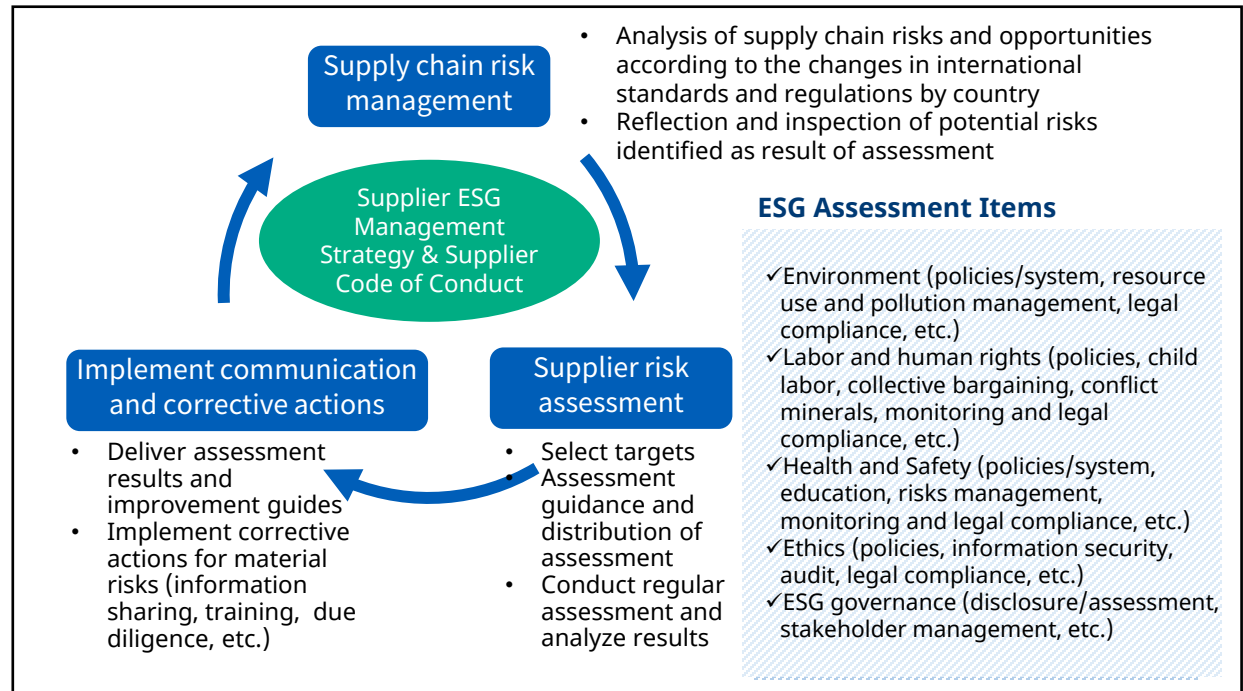 Supply chain risk
management
• Analysis of supply chain risks and opportunities
according to the changes in international
standards and regulations by country
• Reflection and inspection of potential risks
identified as result of assessment
Supplier ESG
Management
Strategy & Supplier
Code of Conduct
Implement communication
and corrective actions
• Deliver assessment
results and
improvement guides
• Implement corrective
actions for material
risks (information
sharing, training,  due
diligence, etc.)
Supplier risk
assessment
• Select targets
• Assessment
guidance and
distribution of
assessment
• Conduct regular
assessment and
analyze results
ESG Assessment Items
✓Environment (policies/system, resource
use and pollution management, legal
compliance, etc.)
✓Labor and human rights (policies, child
labor, collective bargaining, conflict
minerals, monitoring and legal
compliance, etc.)
✓Health and Safety (policies/system,
education, risks management,
monitoring and legal compliance, etc.)
✓Ethics (policies, information security,
audit, legal compliance, etc.)
✓ESG governance (disclosure/assessment,
stakeholder management, etc.)